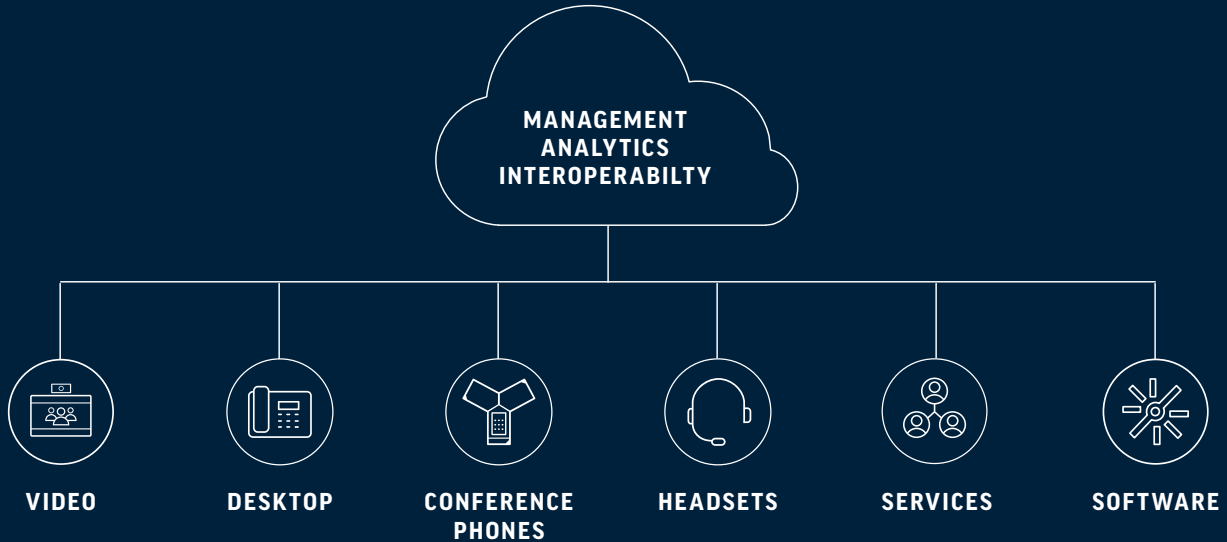 MANAGEMENT
ANALYTICS
INTEROPERABILTY
VIDEO
DESKTOP
CONFERENCE
PHONES
HEADSETS
SERVICES
SOFTWARE